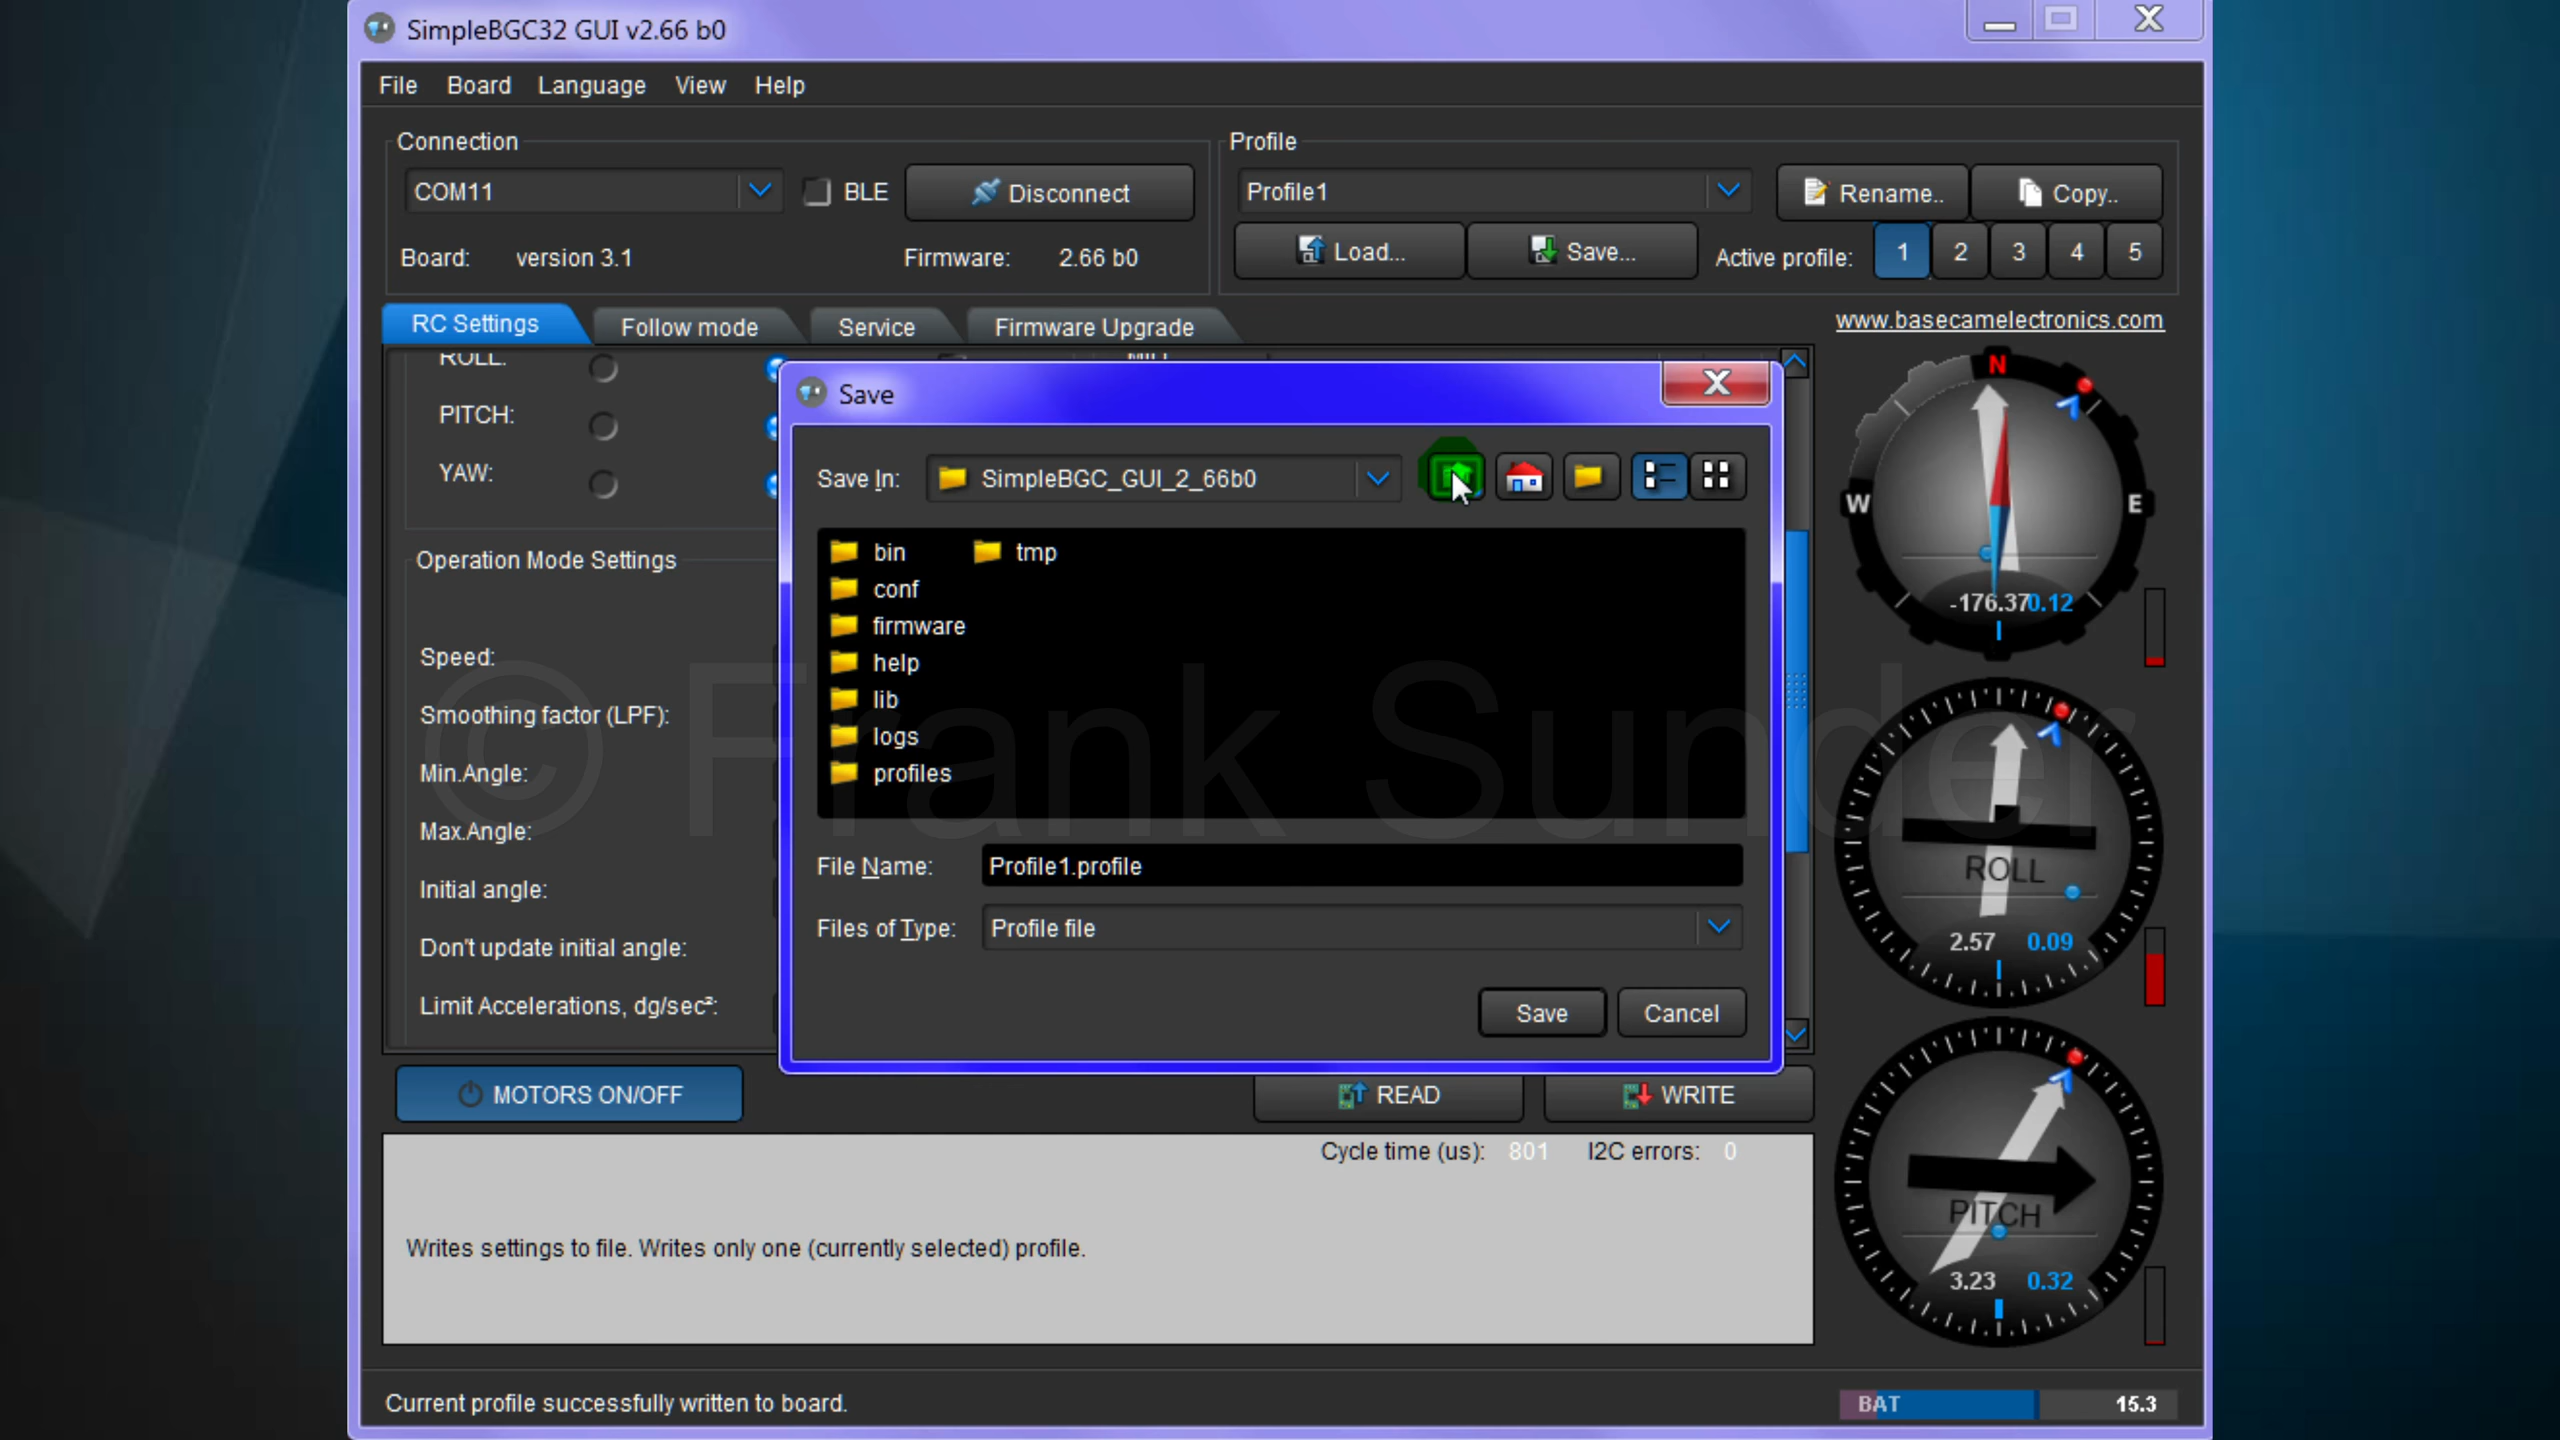 SimpleBGC32 GUI v2.66 b0
File Board Language View Help
Connection
COM11 BLE Disconnect
Board: version 3.1 Firmware: 2.66 b0
Profile
Profile1 Rename.. Copy..
Load... Save... Active profile: 1 2 3 4 5
RC Settings Follow mode Service Firmware Upgrade
www.basecamelectronics.com
ROLL:
PITCH:
YAW:
Operation Mode Settings
Speed:
Smoothing factor (LPF):
Min.Angle:
Max.Angle:
Initial angle:
Don't update initial angle:
Limit Accelerations, dg/sec²:
Save
Save In: SimpleBGC_GUI_2_66b0
bin tmp
conf
firmware
help
lib
logs
profiles
File Name: Profile1.profile
Files of Type: Profile file
Save Cancel
N
W E
-176.37 0.12
ROLL
2.57 0.09
PITCH
3.23 0.32
MOTORS ON/OFF READ WRITE
Cycle time (us): 801 I2C errors: 0
Writes settings to file. Writes only one (currently selected) profile.
Current profile successfully written to board.
BAT 15.3
© Frank Sunder